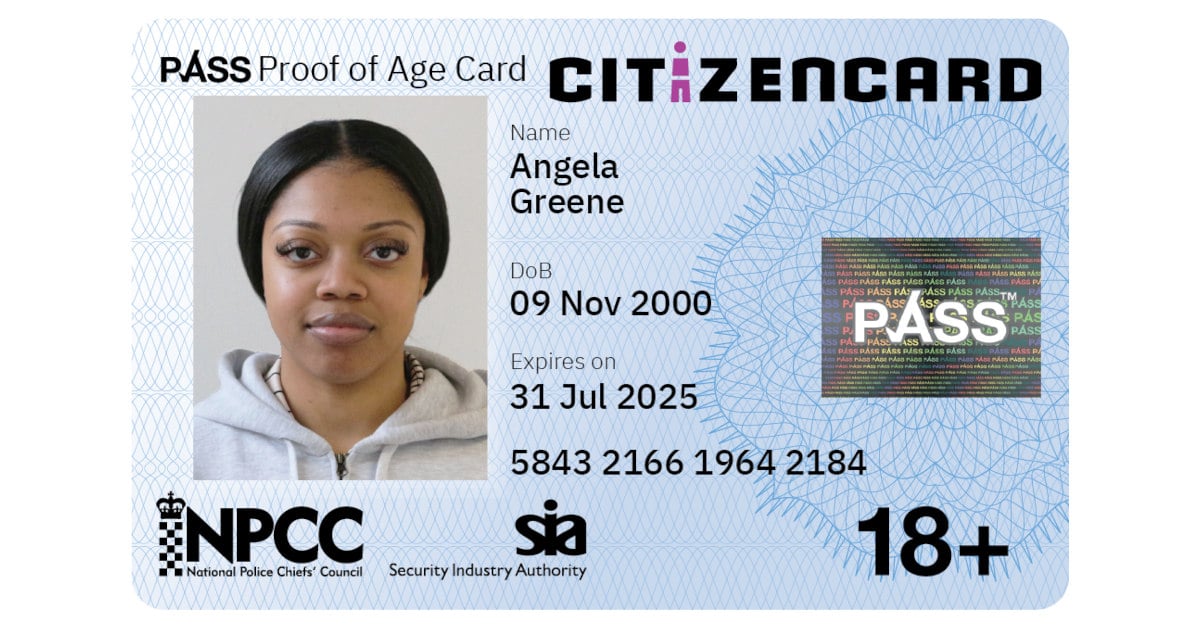 PASS Proof of Age Card
CITiZENCARD
Name
Angela
Greene
DoB
09 Nov 2000
Expires on
31 Jul 2025
5843 2166 1964 2184
PASS™
NPCC
National Police Chiefs' Council
sia
Security Industry Authority
18+